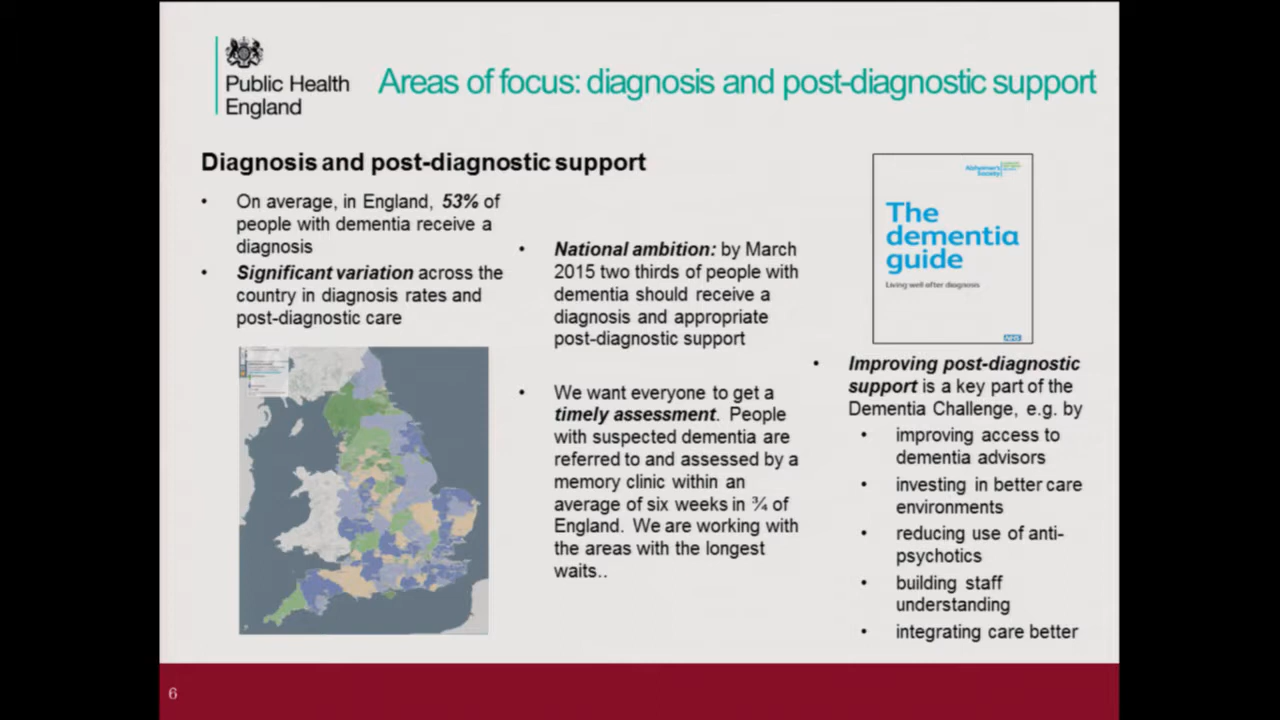 Public Health
England
Areas of focus: diagnosis and post-diagnostic support
Diagnosis and post-diagnostic support
• On average, in England, 53% of
people with dementia receive a
diagnosis
• Significant variation across the
country in diagnosis rates and
post-diagnostic care
• National ambition: by March
2015 two thirds of people with
dementia should receive a
diagnosis and appropriate
post-diagnostic support
• We want everyone to get a
timely assessment. People
with suspected dementia are
referred to and assessed by a
memory clinic within an
average of six weeks in ¾ of
England. We are working with
the areas with the longest
waits..
Alzheimer's
Society
The
dementia
guide
Living well after diagnosis
NHS
• Improving post-diagnostic
support is a key part of the
Dementia Challenge, e.g. by
• improving access to
dementia advisors
• investing in better care
environments
• reducing use of anti-
psychotics
• building staff
understanding
• integrating care better
6